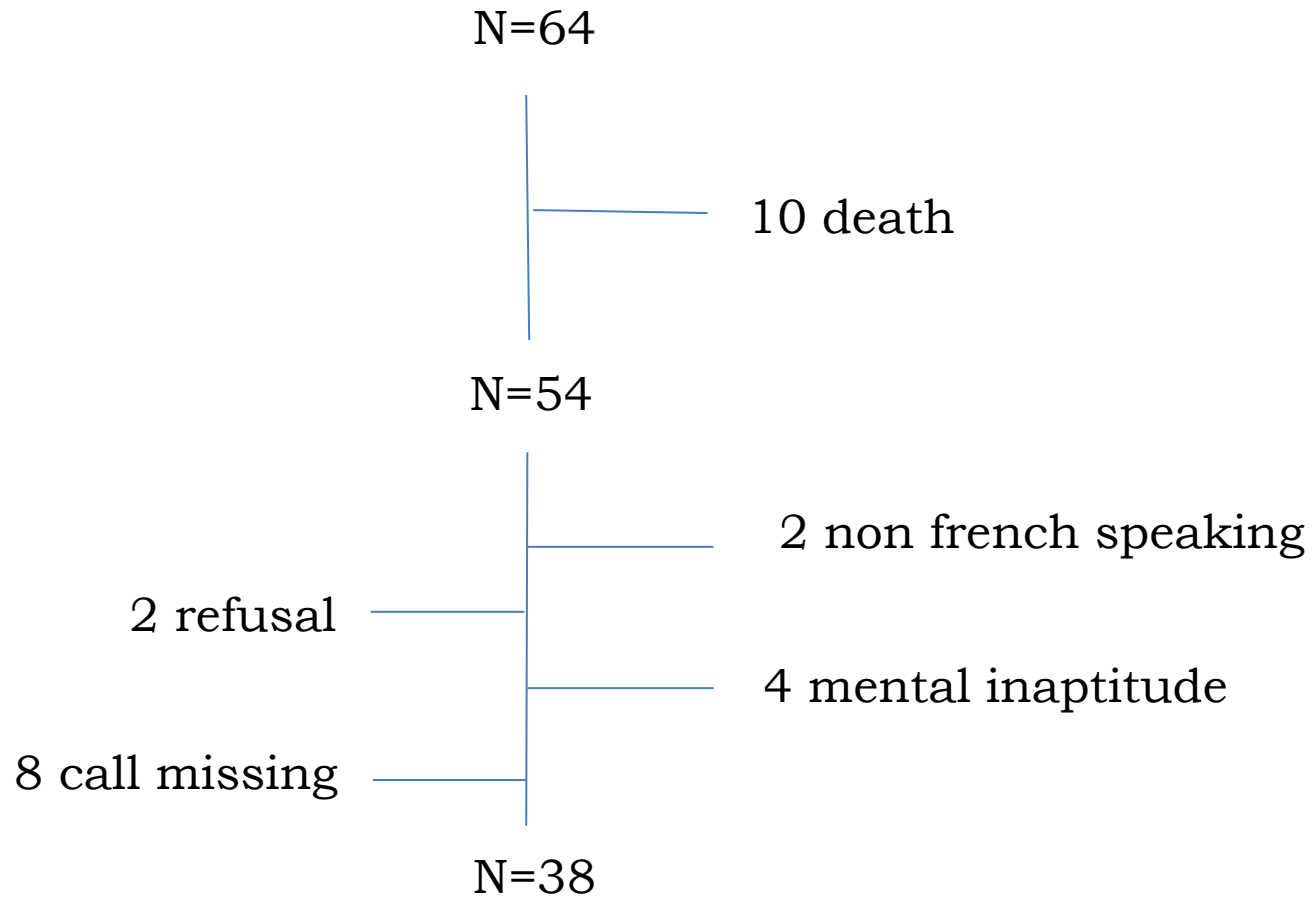 N=64
10 death
N=54
2 non french speaking
2 refusal
4 mental inaptitude
8 call missing
N=38